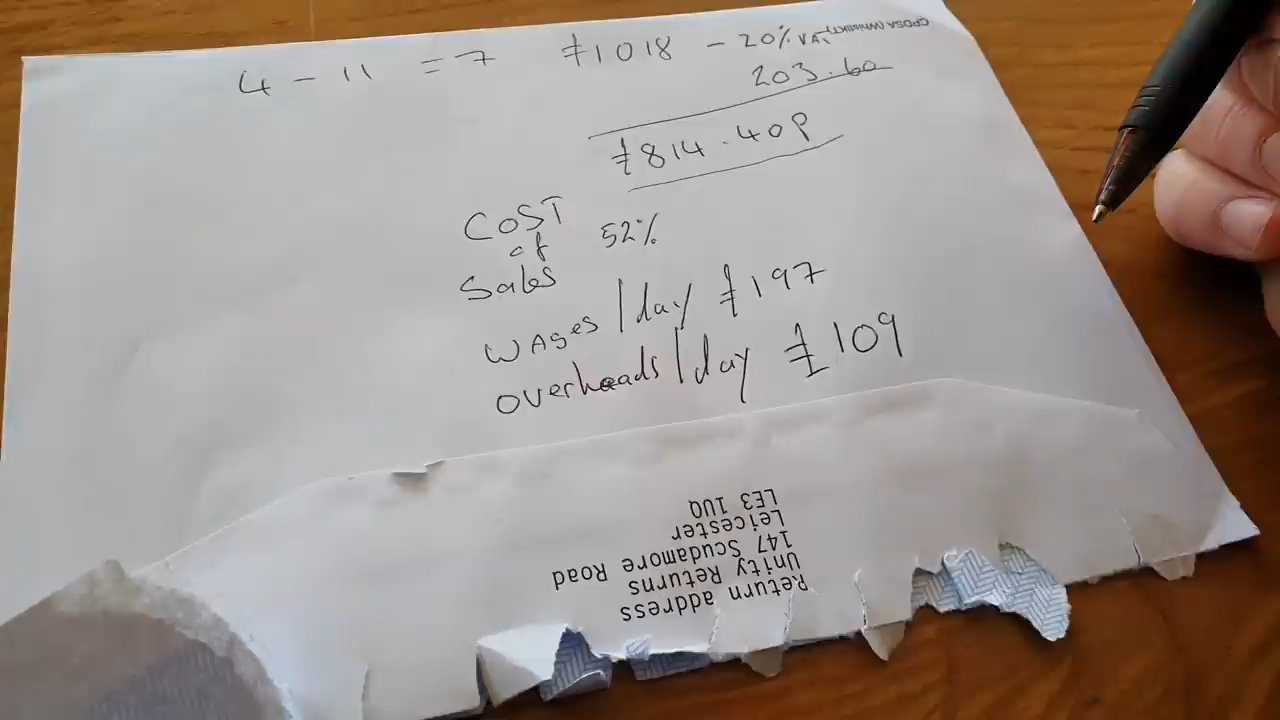 4 - 11 = 7 £1018 - 20% VAT
203.60
£814.40p
COST
of 52%
Sales
WAges / day £197
overheads / day £109
Return address
Unity Returns
147 Scudamore Road
Leicester
LE3 1UQ